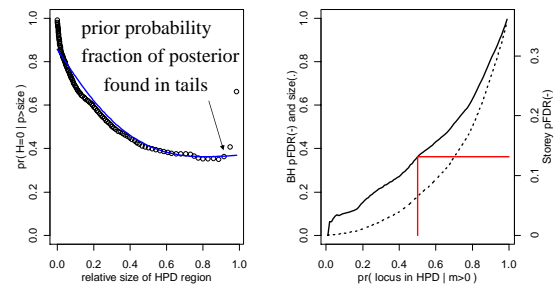 prior probability
fraction of posterior
found in tails
pr( H=0 | p>size )
0.0 0.2 0.4 0.6 0.8 1.0
0.0 0.2 0.4 0.6 0.8 1.0
relative size of HPD region
BH pFDR(-) and size(.)
0.0 0.2 0.4 0.6 0.8 1.0
0.0 0.2 0.4 0.6 0.8 1.0
pr( locus in HPD | m>0 )
0 0.1 0.2 0.3
Storey pFDR(-)